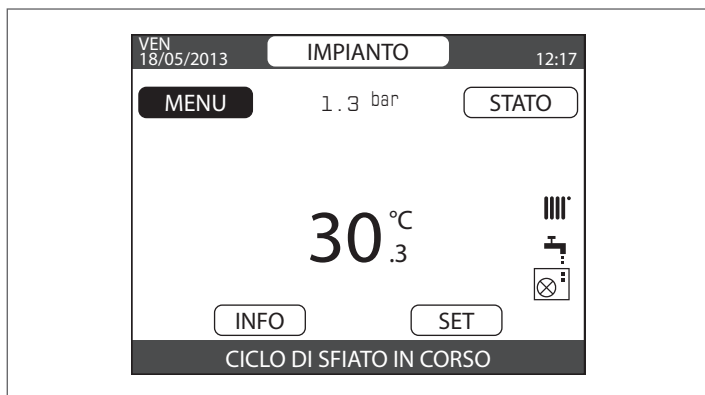 VEN
18/05/2013 IMPIANTO 12:17
MENU 1.3 bar STATO
30.3 °C
INFO SET
CICLO DI SFIATO IN CORSO